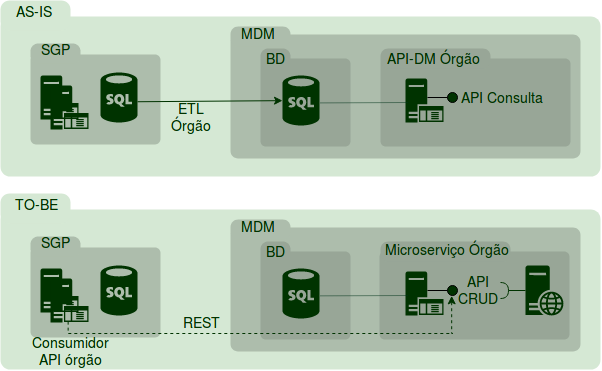 AS-IS
SGP
SQL
ETL
Órgão
MDM
BD
SQL
API-DM Órgão
API Consulta
TO-BE
SGP
SQL
Consumidor
API órgão
REST
MDM
BD
SQL
Microserviço Órgão
API
CRUD